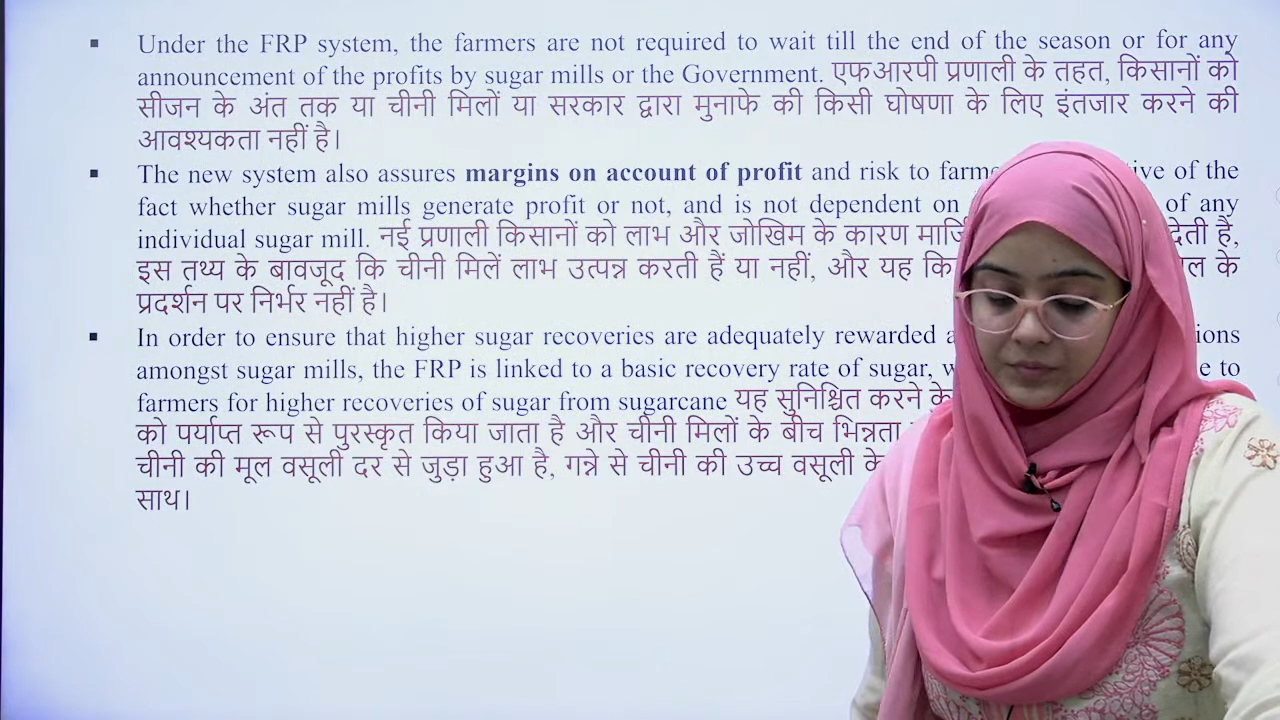 Under the FRP system, the farmers are not required to wait till the end of the season or for any
announcement of the profits by sugar mills or the Government. एफआरपी प्रणाली के तहत, किसानों को
सीजन के अंत तक या चीनी मिलों या सरकार द्वारा मुनाफे की किसी घोषणा के लिए इंतजार करने की
आवश्यकता नहीं है।
The new system also assures margins on account of profit and risk to of the
fact whether sugar mills generate profit or not, and is not dependent on of any
individual sugar mill. नई प्रणाली किसानों को लाभ और जोखिम के कारण देती है,
इस तथ्य के बावजूद कि चीनी मिलें लाभ उत्पन्न करती हैं या नहीं, और यह के
प्रदर्शन पर निर्भर नहीं है।
In order to ensure that higher sugar recoveries are adequately rewarded
amongst sugar mills, the FRP is linked to a basic recovery rate of sugar, to
farmers for higher recoveries of sugar from sugarcane यह सुनिश्चित करने के
को पर्याप्त रूप से पुरस्कृत किया जाता है और चीनी मिलों के बीच भिन्नता
चीनी की मूल वसूली दर से जुड़ा हुआ है, गन्ने से चीनी की उच्च वसूली के
साथ।